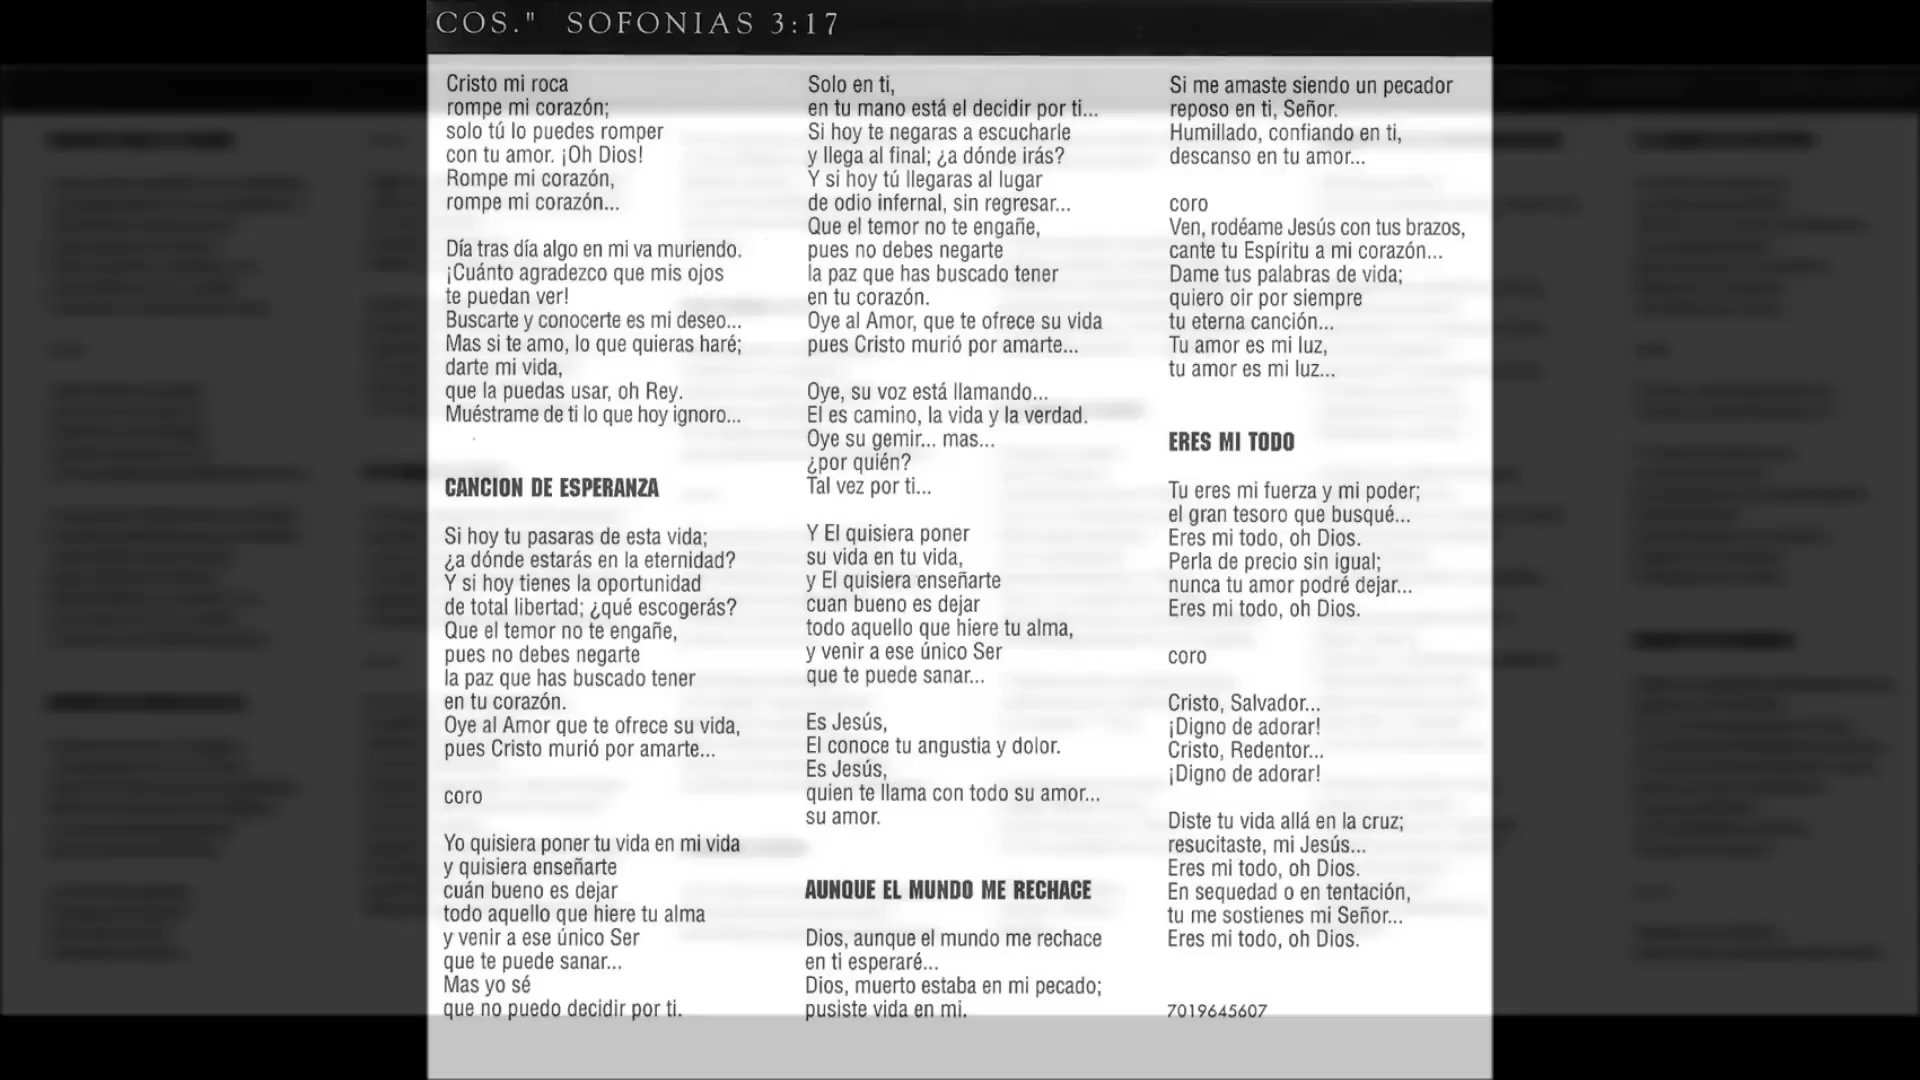 COS." SOFONIAS 3:17
Cristo mi roca
rompe mi corazón;
solo tú lo puedes romper
con tu amor. ¡Oh Dios!
Rompe mi corazón,
rompe mi corazón...
Día tras día algo en mi va muriendo.
¡Cuánto agradezco que mis ojos
te puedan ver!
Buscarte y conocerte es mi deseo...
Mas si te amo, lo que quieras haré;
darte mi vida,
que la puedas usar, oh Rey.
Muéstrame de ti lo que hoy ignoro...
CANCION DE ESPERANZA
Si hoy tu pasaras de esta vida;
¿a dónde estarás en la eternidad?
Y si hoy tienes la oportunidad
de total libertad; ¿qué escogerás?
Que el temor no te engañe,
pues no debes negarte
la paz que has buscado tener
en tu corazón.
Oye al Amor que te ofrece su vida,
pues Cristo murió por amarte...
coro
Yo quisiera poner tu vida en mi vida
y quisiera enseñarte
cuán bueno es dejar
todo aquello que hiere tu alma
y venir a ese único Ser
que te puede sanar...
Mas yo sé
que no puedo decidir por ti.
Solo en ti,
en tu mano está el decidir por ti...
Si hoy te negaras a escucharle
y llega al final; ¿a dónde irás?
Y si hoy tú llegaras al lugar
de odio infernal, sin regresar...
Que el temor no te engañe,
pues no debes negarte
la paz que has buscado tener
en tu corazón.
Oye al Amor, que te ofrece su vida
pues Cristo murió por amarte...
Oye, su voz está llamando...
El es camino, la vida y la verdad.
Oye su gemir... mas...
¿por quién?
Tal vez por ti...
Y El quisiera poner
su vida en tu vida,
y El quisiera enseñarte
cuan bueno es dejar
todo aquello que hiere tu alma,
y venir a ese único Ser
que te puede sanar...
Es Jesús,
El conoce tu angustia y dolor.
Es Jesús,
quien te llama con todo su amor...
su amor.
AUNQUE EL MUNDO ME RECHACE
Dios, aunque el mundo me rechace
en ti esperaré...
Dios, muerto estaba en mi pecado;
pusiste vida en mi.
Si me amaste siendo un pecador
reposo en ti, Señor.
Humillado, confiando en ti,
descanso en tu amor...
coro
Ven, rodéame Jesús con tus brazos,
cante tu Espíritu a mi corazón...
Dame tus palabras de vida;
quiero oir por siempre
tu eterna canción...
Tu amor es mi luz,
tu amor es mi luz...
ERES MI TODO
Tu eres mi fuerza y mi poder;
el gran tesoro que busqué...
Eres mi todo, oh Dios.
Perla de precio sin igual;
nunca tu amor podré dejar...
Eres mi todo, oh Dios.
coro
Cristo, Salvador...
¡Digno de adorar!
Cristo, Redentor...
¡Digno de adorar!
Diste tu vida allá en la cruz;
resucitaste, mi Jesús...
Eres mi todo, oh Dios.
En sequedad o en tentación,
tu me sostienes mi Señor...
Eres mi todo, oh Dios.
7019645607